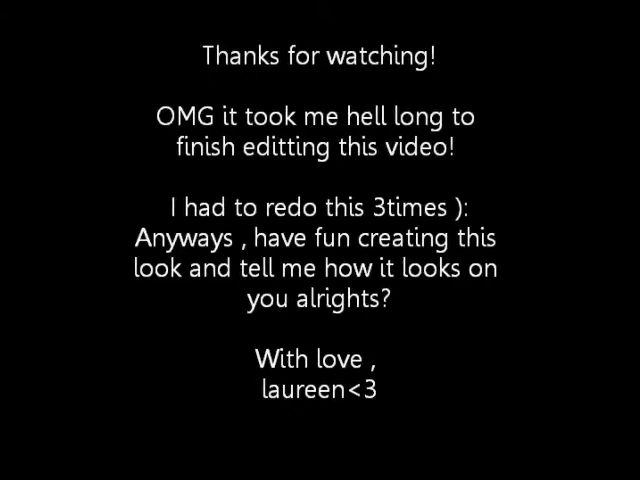 Thanks for watching!
OMG it took me hell long to
finish editting this video!
I had to redo this 3times ):
Anyways , have fun creating this
look and tell me how it looks on
you alrights?
With love ,
laureen<3